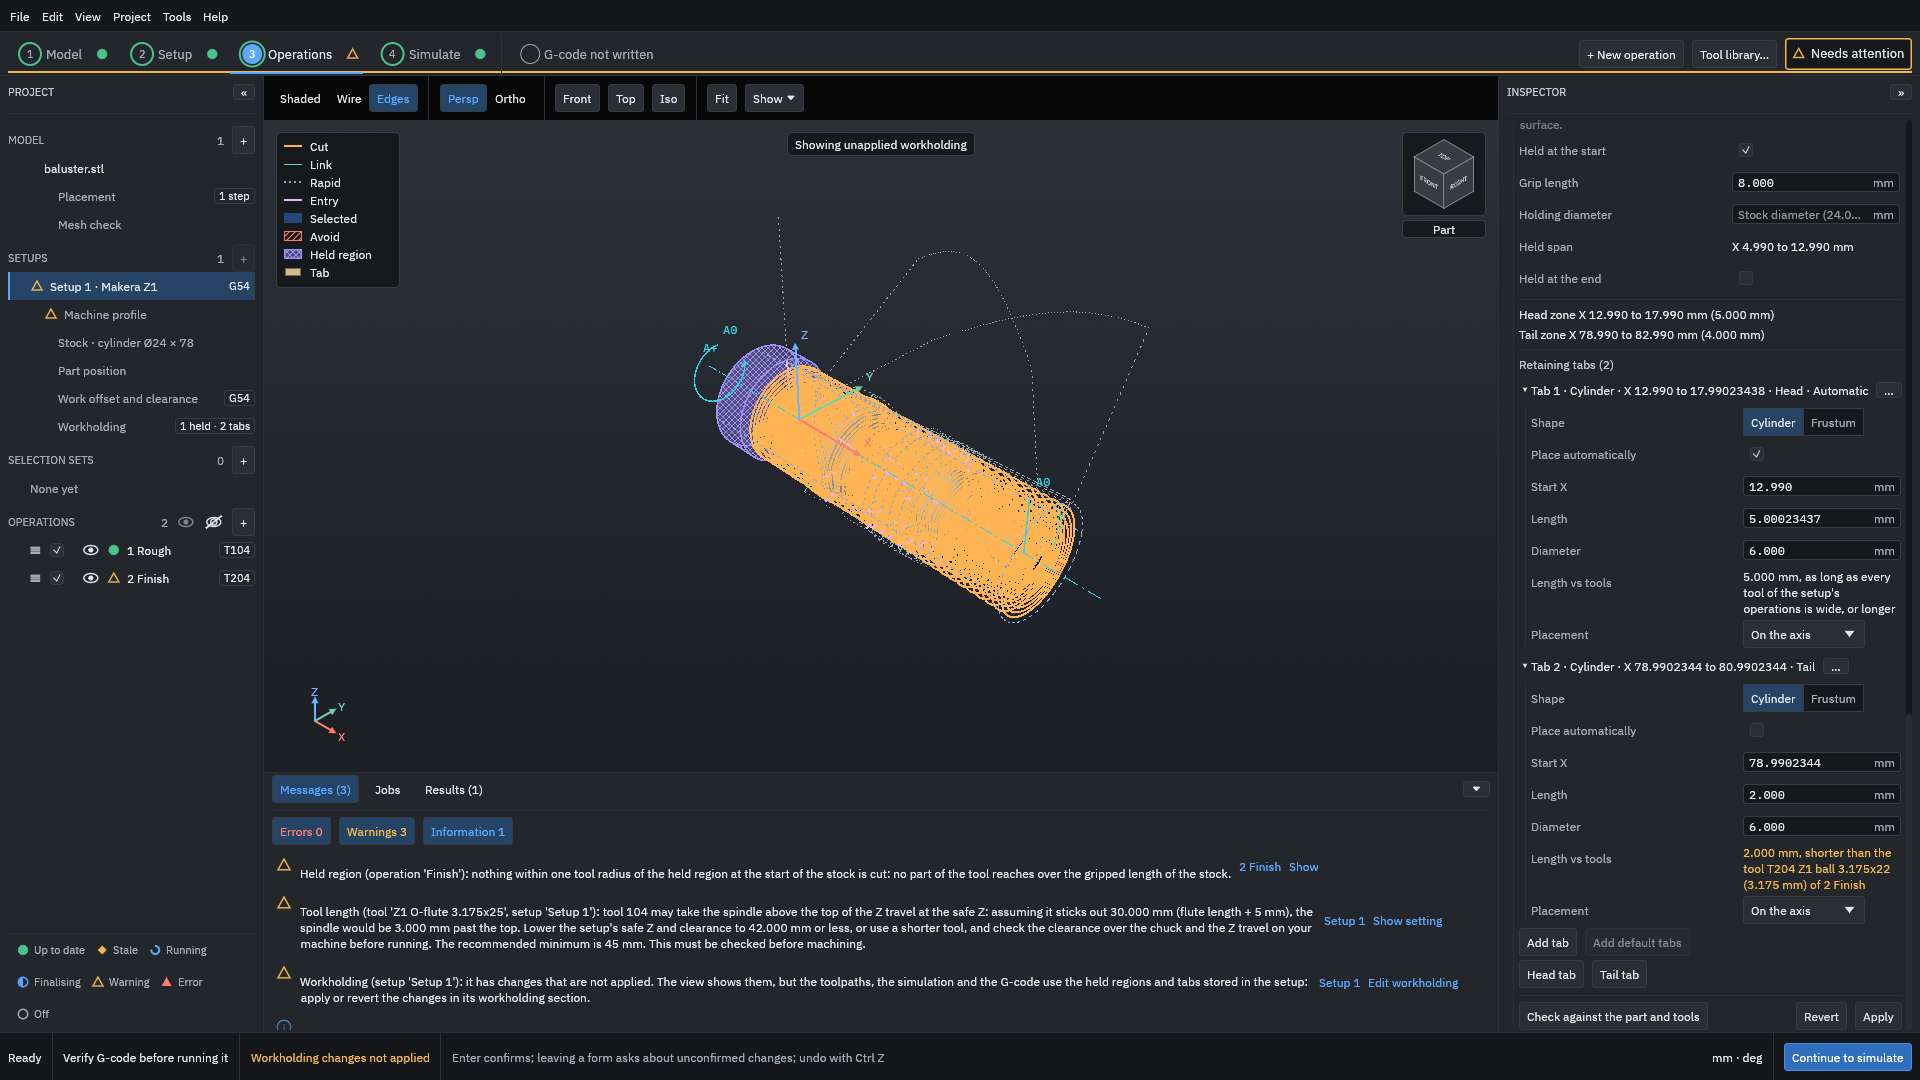 File Edit View Project Tools Help
1 Model 2 Setup 3 Operations 4 Simulate G-code not written + New operation Tool library... Needs attention
PROJECT «
MODEL 1 +
baluster.stl
Placement 1 step
Mesh check
SETUPS 1 +
Setup 1 · Makera Z1 G54
Machine profile
Stock · cylinder Ø24 × 78
Part position
Work offset and clearance G54
Workholding 1 held · 2 tabs
SELECTION SETS 0 +
None yet
OPERATIONS 2 +
1 Rough T104
2 Finish T204
Up to date Stale Running
Finalising Warning Error
Off
Shaded Wire Edges Persp Ortho Front Top Iso Fit Show
Cut
Link
Rapid
Entry
Selected
Avoid
Held region
Tab
Showing unapplied workholding
TOP
FRONT RIGHT
Part
A0
A+
Z
Y
X
A0
Z
Y
X
Messages (3) Jobs Results (1)
Errors 0 Warnings 3 Information 1
Held region (operation 'Finish'): nothing within one tool radius of the held region at the start of the stock is cut: no part of the tool reaches over the gripped length of the stock. 2 Finish Show
Tool length (tool 'Z1 O-flute 3.175x25', setup 'Setup 1'): tool 104 may take the spindle above the top of the Z travel at the safe Z: assuming it sticks out 30.000 mm (flute length + 5 mm), the
spindle would be 3.000 mm past the top. Lower the setup's safe Z and clearance to 42.000 mm or less, or use a shorter tool, and check the clearance over the chuck and the Z travel on your
machine before running. The recommended minimum is 45 mm. This must be checked before machining.
Setup 1 Show setting
Workholding (setup 'Setup 1'): it has changes that are not applied. The view shows them, but the toolpaths, the simulation and the G-code use the held regions and tabs stored in the setup:
apply or revert the changes in its workholding section.
Setup 1 Edit workholding
INSPECTOR »
surface.
Held at the start
Grip length 8.000 mm
Holding diameter Stock diameter (24.0... mm
Held span X 4.990 to 12.990 mm
Held at the end
Head zone X 12.990 to 17.990 mm (5.000 mm)
Tail zone X 78.990 to 82.990 mm (4.000 mm)
Retaining tabs (2)
Tab 1 · Cylinder · X 12.990 to 17.99023438 · Head · Automatic ...
Shape Cylinder Frustum
Place automatically
Start X 12.990 mm
Length 5.00023437 mm
Diameter 6.000 mm
Length vs tools 5.000 mm, as long as every
tool of the setup's
operations is wide, or longer
Placement On the axis
Tab 2 · Cylinder · X 78.9902344 to 80.9902344 · Tail ...
Shape Cylinder Frustum
Place automatically
Start X 78.9902344 mm
Length 2.000 mm
Diameter 6.000 mm
Length vs tools 2.000 mm, shorter than the
tool T204 Z1 ball 3.175x22
(3.175 mm) of 2 Finish
Placement On the axis
Add tab Add default tabs
Head tab Tail tab
Check against the part and tools Revert Apply
Ready Verify G-code before running it Workholding changes not applied Enter confirms; leaving a form asks about unconfirmed changes; undo with Ctrl Z mm · deg Continue to simulate